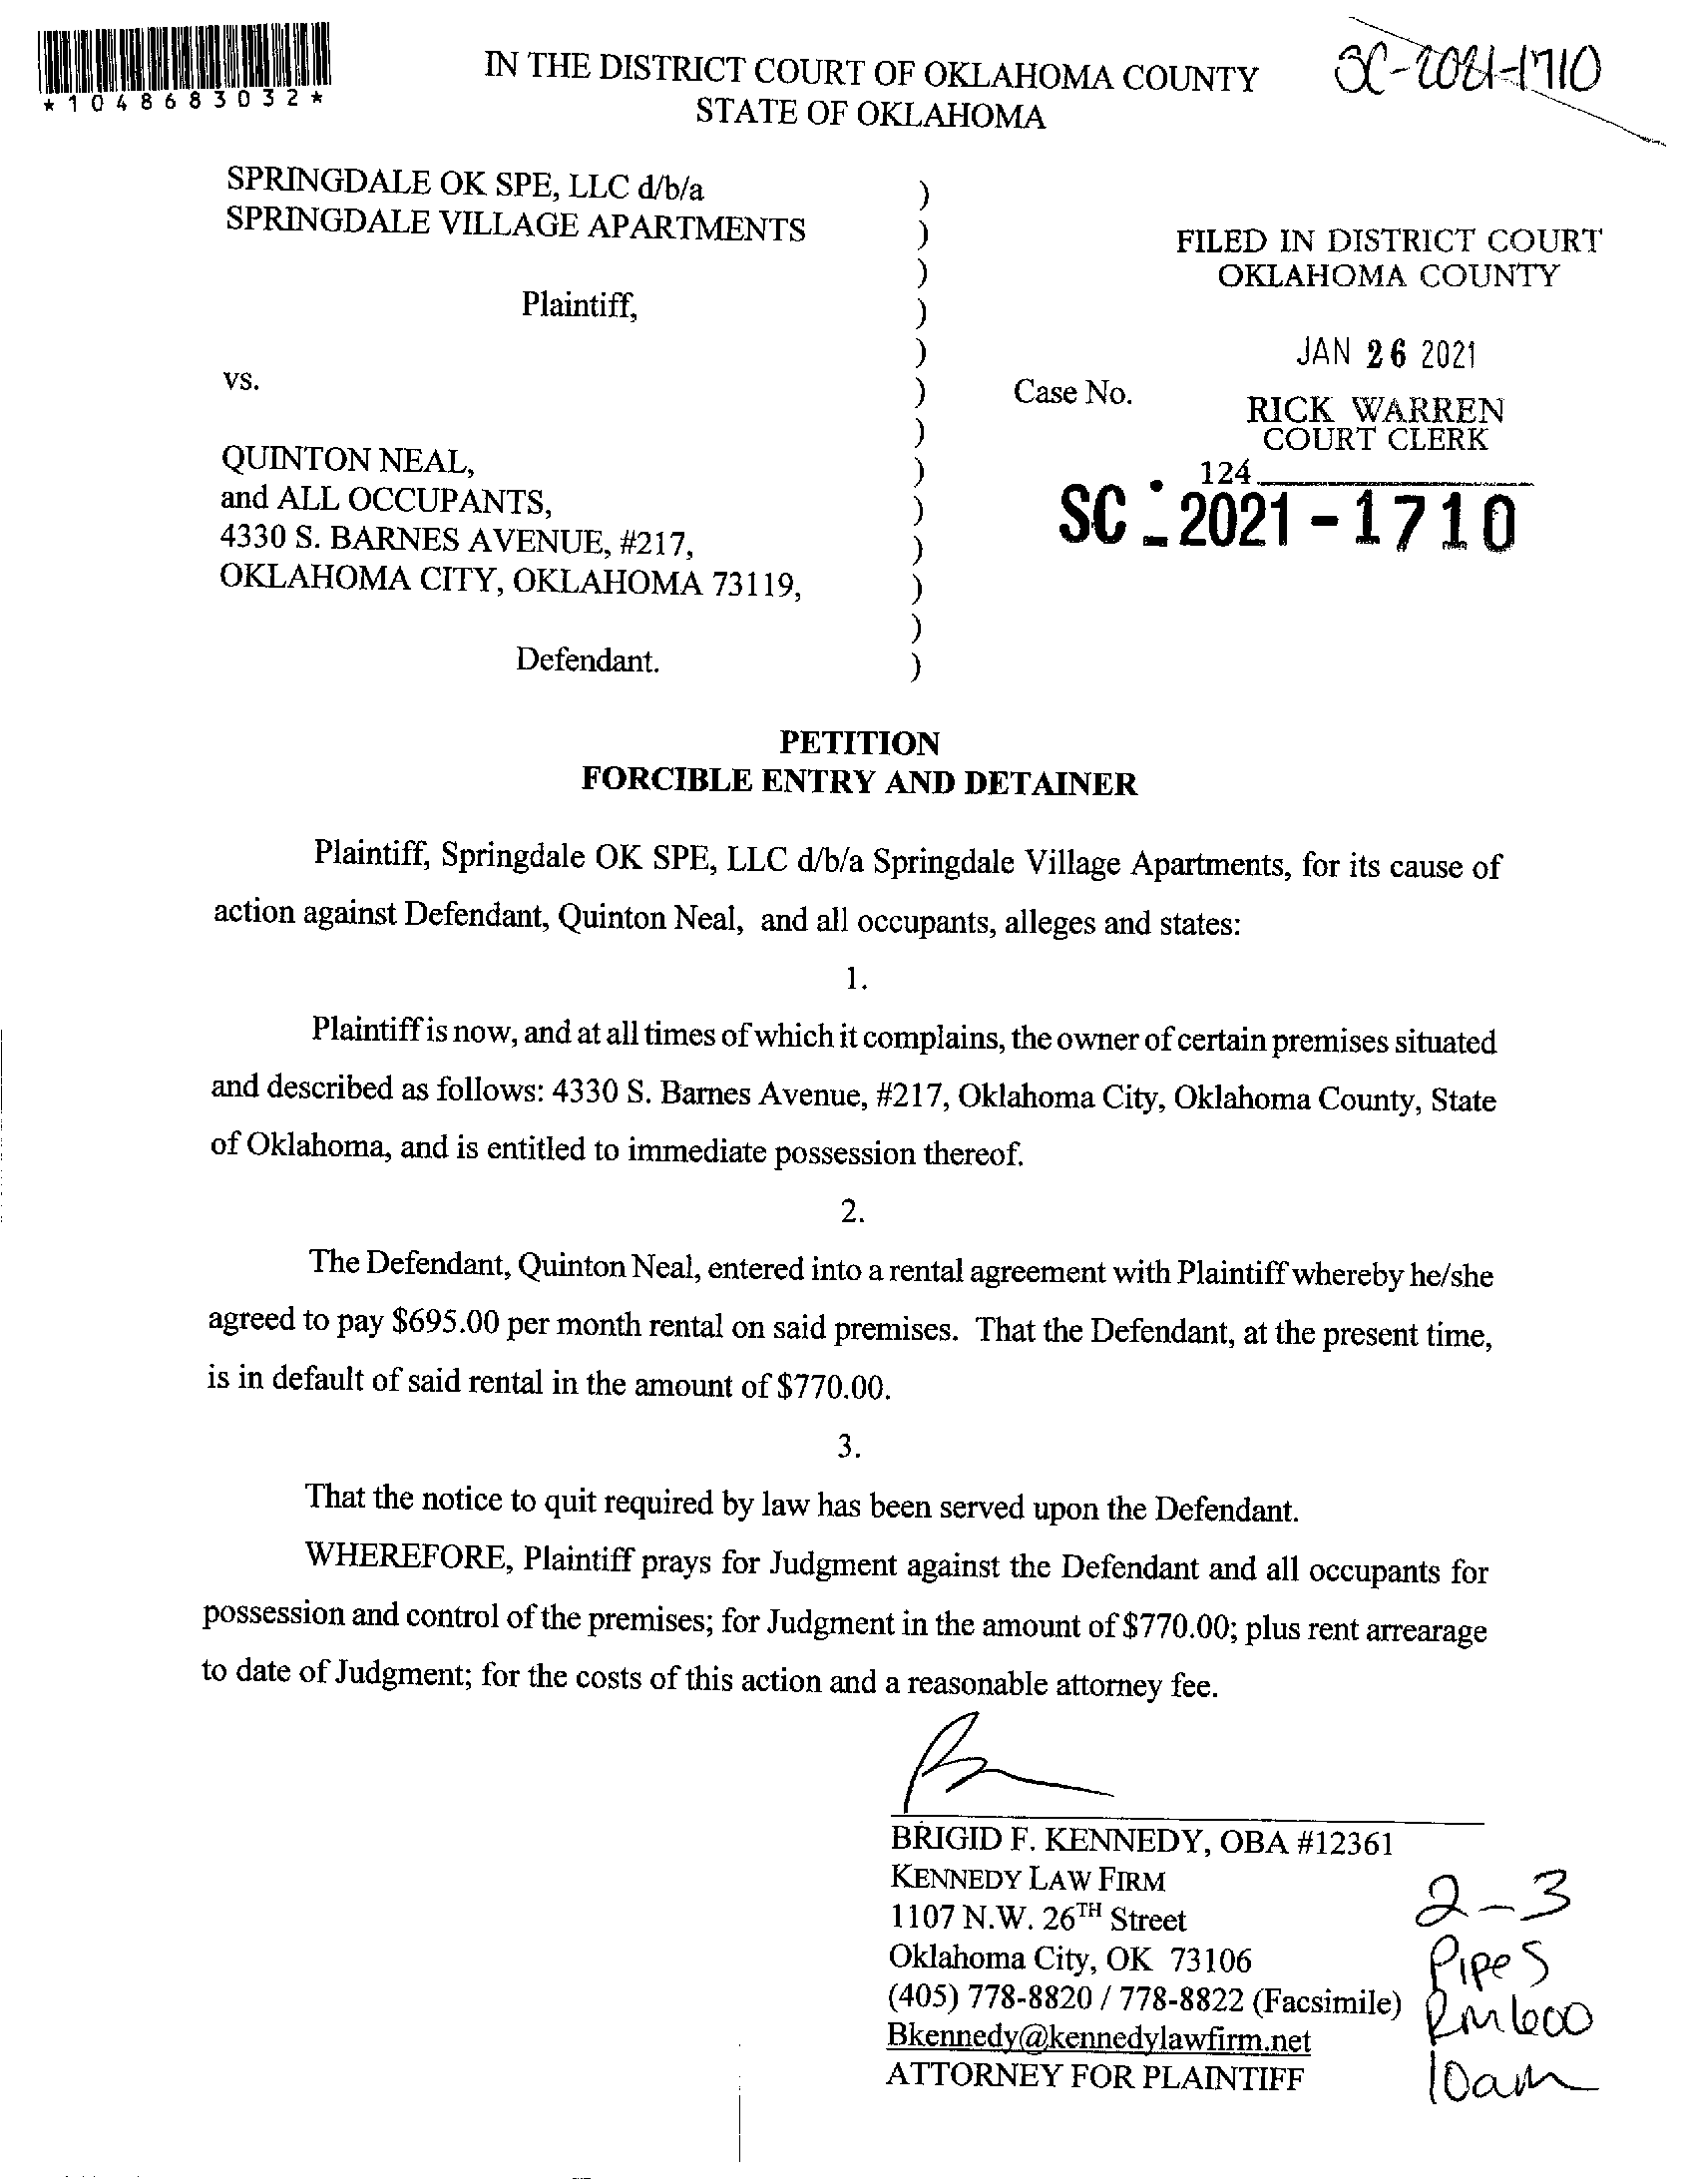 *1048683032*
IN THE DISTRICT COURT OF OKLAHOMA COUNTY
STATE OF OKLAHOMA
SC-2021-1710
SPRINGDALE OK SPE, LLC d/b/a
SPRINGDALE VILLAGE APARTMENTS
Plaintiff,
vs.
QUINTON NEAL,
and ALL OCCUPANTS,
4330 S. BARNES AVENUE, #217,
OKLAHOMA CITY, OKLAHOMA 73119,
Defendant.
)
)
)
)
)
)
)
)
)
)
)
)
)
FILED IN DISTRICT COURT
OKLAHOMA COUNTY
JAN 26 2021
Case No.
RICK WARREN
COURT CLERK
124
SC - 2021 - 1710
PETITION
FORCIBLE ENTRY AND DETAINER
Plaintiff, Springdale OK SPE, LLC d/b/a Springdale Village Apartments, for its cause of
action against Defendant, Quinton Neal, and all occupants, alleges and states:
1.
Plaintiff is now, and at all times of which it complains, the owner of certain premises situated
and described as follows: 4330 S. Barnes Avenue, #217, Oklahoma City, Oklahoma County, State
of Oklahoma, and is entitled to immediate possession thereof.
2.
The Defendant, Quinton Neal, entered into a rental agreement with Plaintiff whereby he/she
agreed to pay $695.00 per month rental on said premises. That the Defendant, at the present time,
is in default of said rental in the amount of $770.00.
3.
That the notice to quit required by law has been served upon the Defendant.
WHEREFORE, Plaintiff prays for Judgment against the Defendant and all occupants for
possession and control of the premises; for Judgment in the amount of $770.00; plus rent arrearage
to date of Judgment; for the costs of this action and a reasonable attorney fee.
BRIGID F. KENNEDY, OBA #12361
KENNEDY LAW FIRM
1107 N.W. 26TH Street
Oklahoma City, OK 73106
(405) 778-8820 / 778-8822 (Facsimile)
Bkennedy@kennedylawfirm.net
ATTORNEY FOR PLAINTIFF
2-3
Pipes
Rm 600
10am